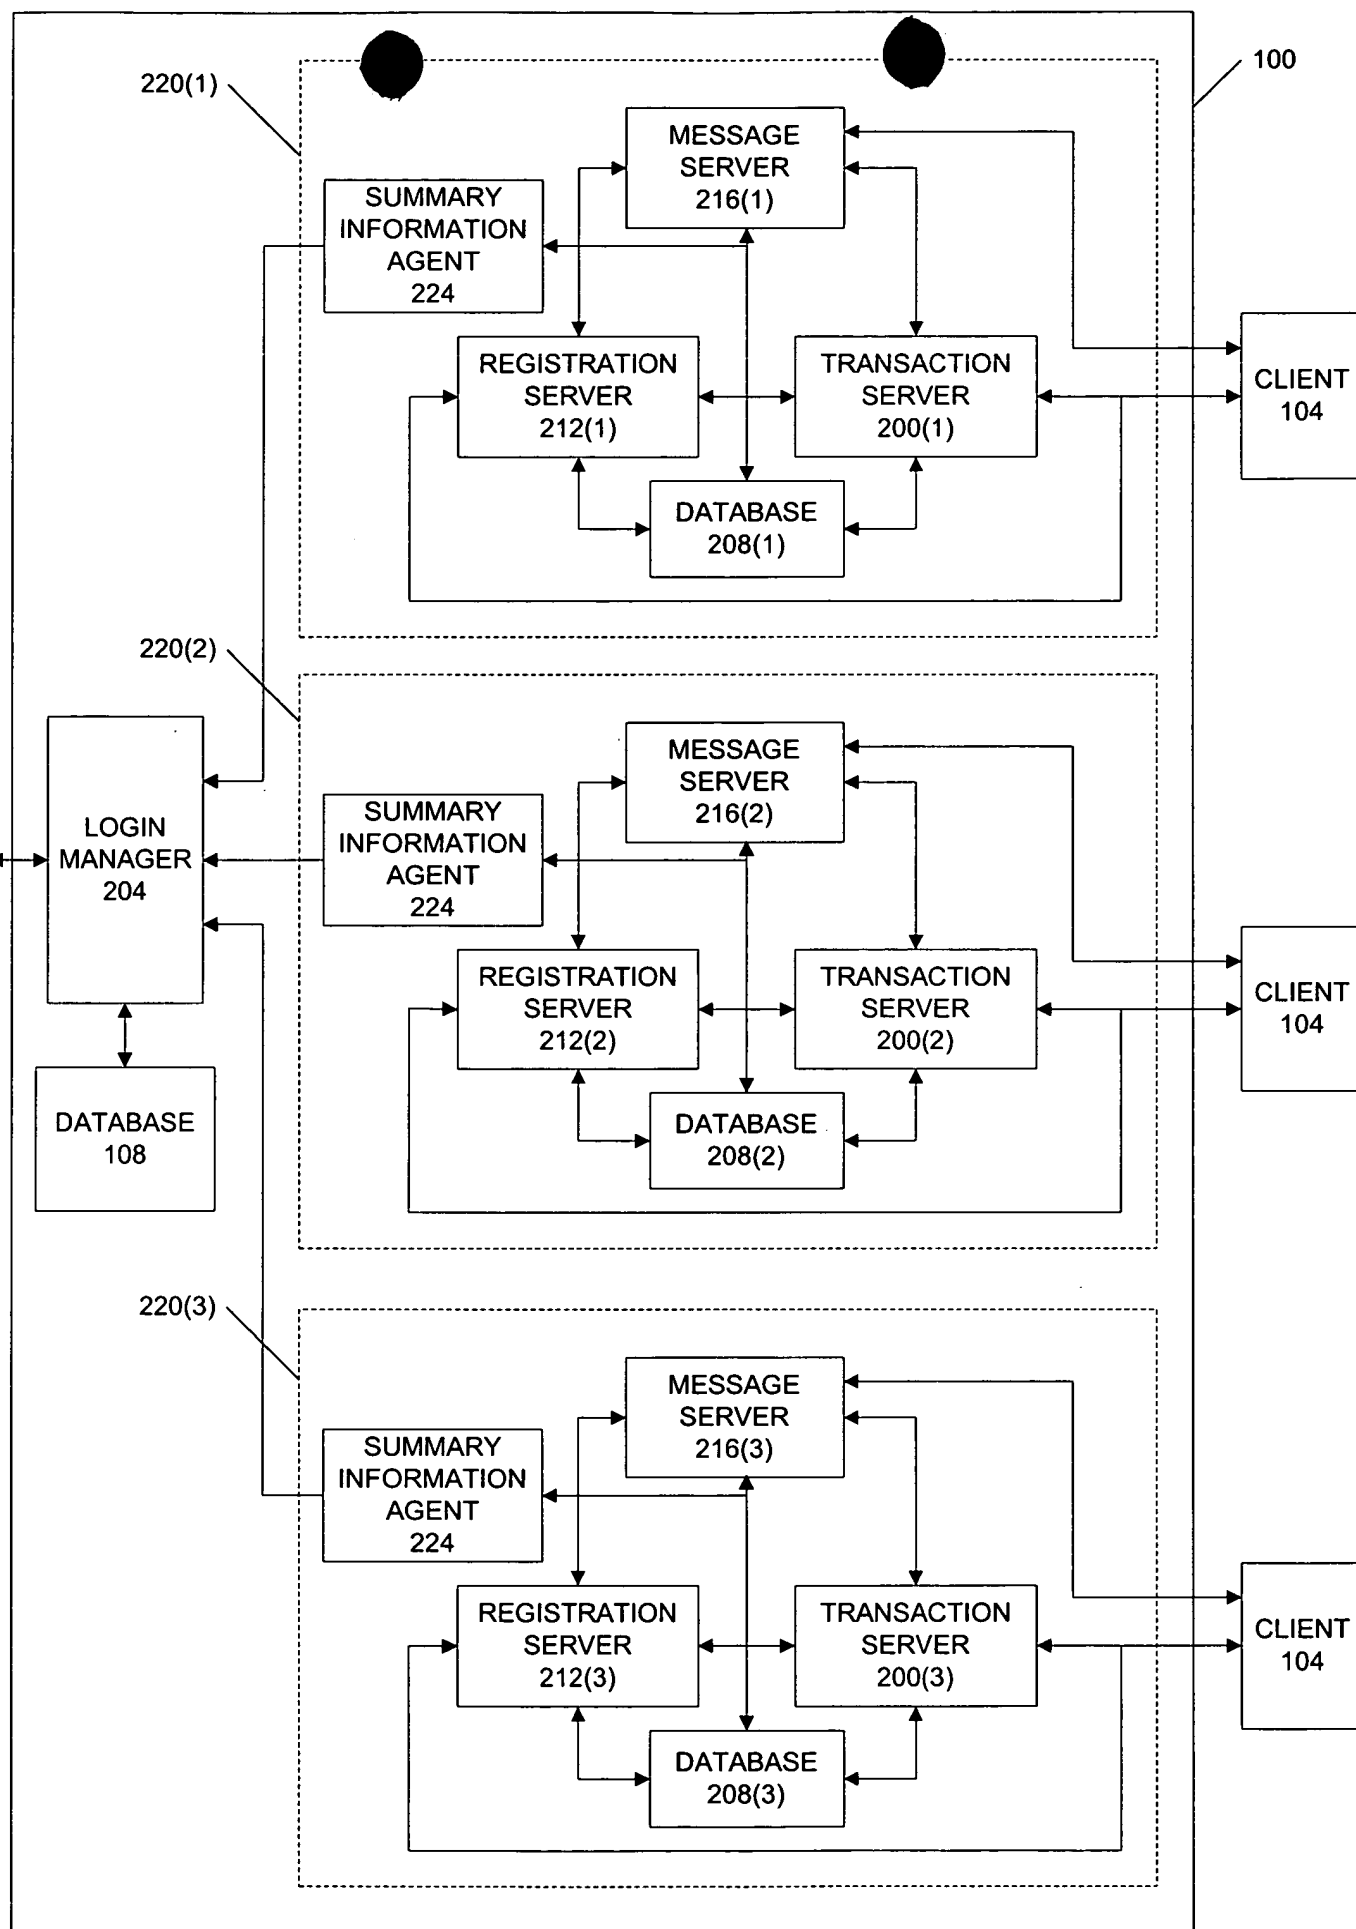 100
220(1)
MESSAGE
SERVER
216(1)
SUMMARY
INFORMATION
AGENT
224
REGISTRATION
SERVER
212(1)
TRANSACTION
SERVER
200(1)
CLIENT
104
DATABASE
208(1)
220(2)
MESSAGE
SERVER
216(2)
LOGIN
MANAGER
204
SUMMARY
INFORMATION
AGENT
224
REGISTRATION
SERVER
212(2)
TRANSACTION
SERVER
200(2)
CLIENT
104
DATABASE
108
DATABASE
208(2)
220(3)
MESSAGE
SERVER
216(3)
SUMMARY
INFORMATION
AGENT
224
REGISTRATION
SERVER
212(3)
TRANSACTION
SERVER
200(3)
CLIENT
104
DATABASE
208(3)